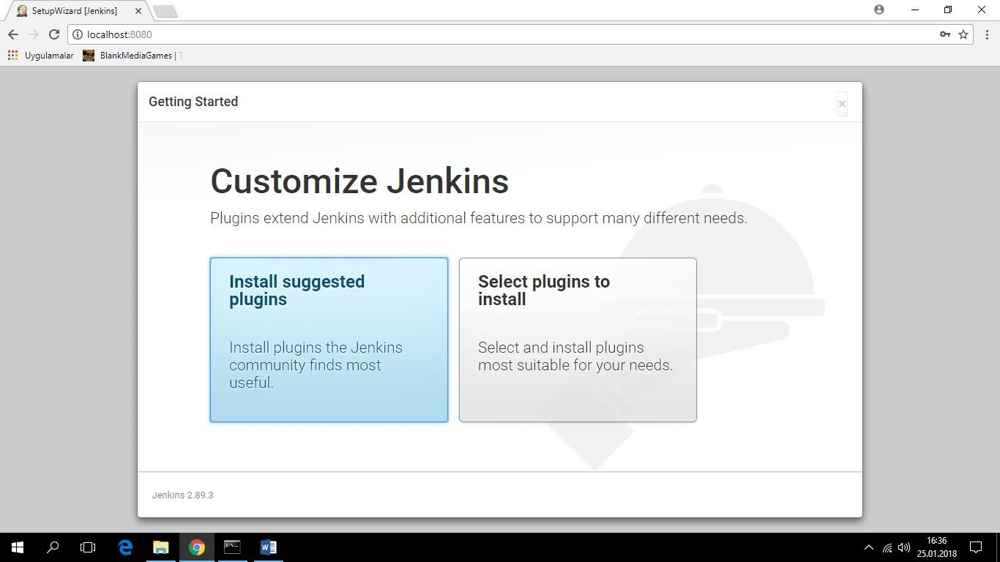 SetupWizard [Jenkins]
localhost:8080
Uygulamalar
BlankMediaGames | T
Getting Started
Customize Jenkins
Plugins extend Jenkins with additional features to support many different needs.
Install suggested
plugins
Install plugins the Jenkins
community finds most
useful.
Select plugins to
install
Select and install plugins
most suitable for your needs.
Jenkins 2.89.3
16:36
25.01.2018